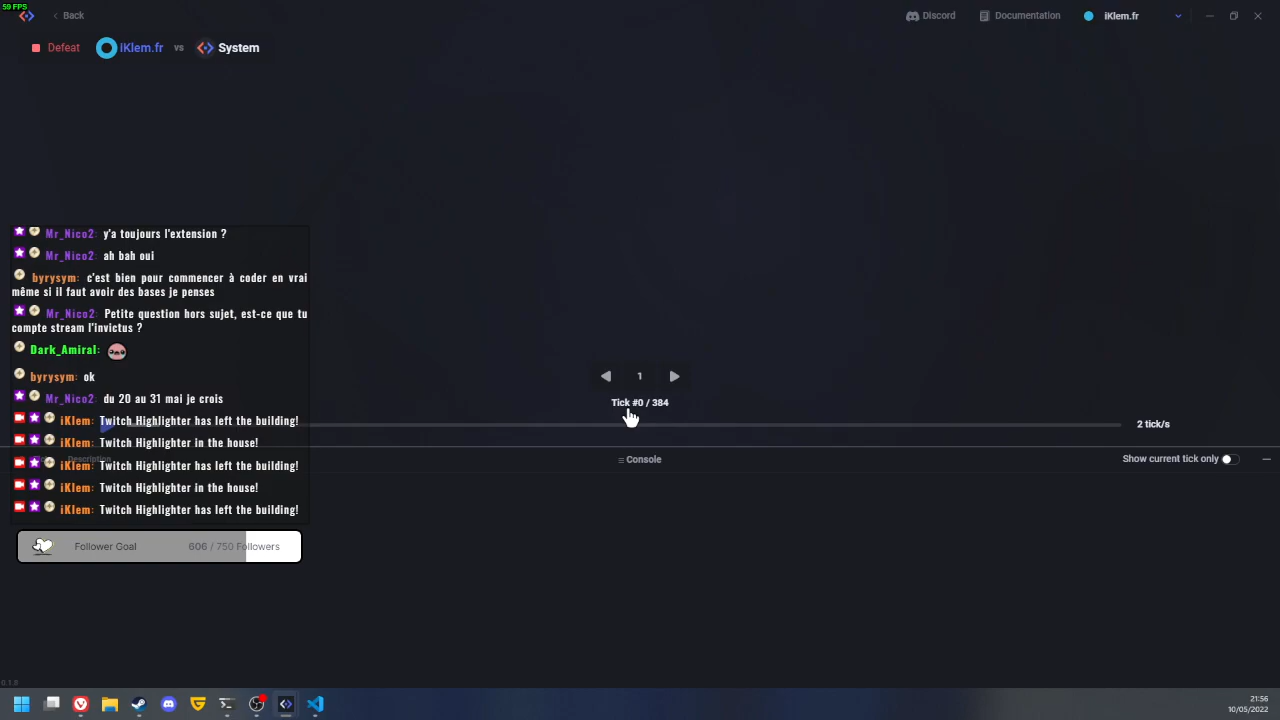 59 FPS
Back
Discord
Documentation
iKlem.fr
Defeat
iKlem.fr
vs
System
Mr_Nico2: y'a toujours l'extension ?
Mr_Nico2: ah bah oui
byrysym: c'est bien pour commencer à coder en vrai
même si il faut avoir des bases je penses
Mr_Nico2: Petite question hors sujet, est-ce que tu
compte stream l'invictus ?
Dark_Amiral:
byrysym: ok
Mr_Nico2: du 20 au 31 mai je crois
iKlem: Twitch Highlighter has left the building!
iKlem: Twitch Highlighter in the house!
iKlem: Twitch Highlighter has left the building!
iKlem: Twitch Highlighter in the house!
iKlem: Twitch Highlighter has left the building!
1
Tick #0 / 384
2 tick/s
Description
Console
Show current tick only
Follower Goal
606 / 750 Followers
21:56
10/05/2022